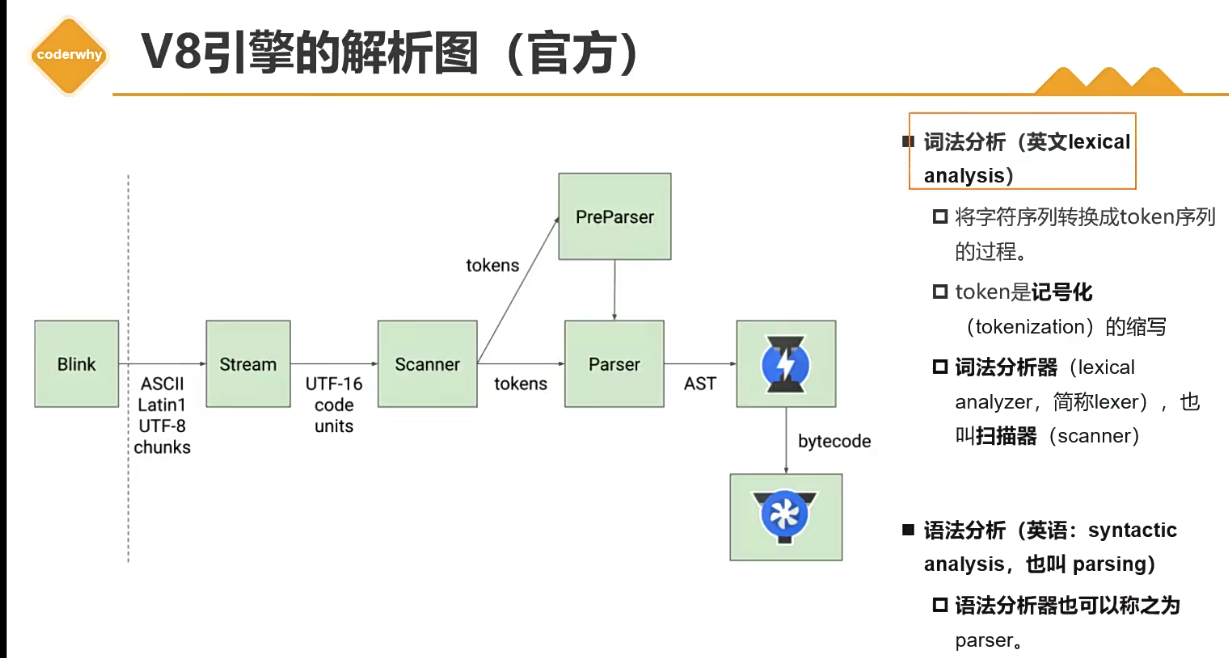 coderwhy
V8引擎的解析图（官方）
PreParser
tokens
Blink
Stream
Scanner
Parser
ASCII
Latin1
UTF-8
chunks
UTF-16
code
units
tokens
AST
bytecode
词法分析（英文lexical
analysis）
将字符序列转换成token序列
的过程。
token是记号化
（tokenization）的缩写
词法分析器（lexical
analyzer，简称lexer），也
叫扫描器（scanner）
语法分析（英语：syntactic
analysis，也叫 parsing）
语法分析器也可以称之为
parser。